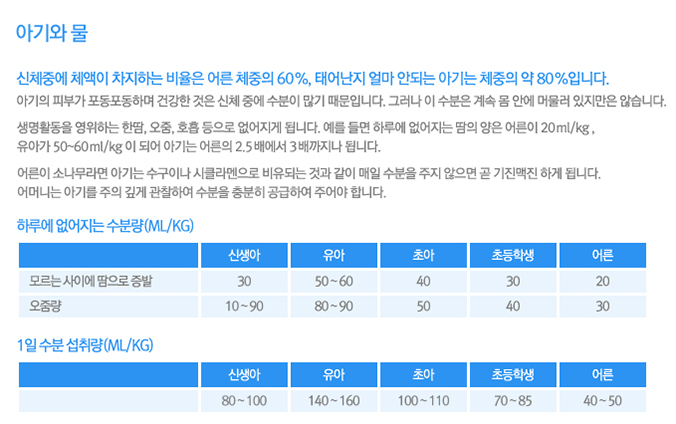 아기와 물
신체중에 체액이 차지하는 비율은 어른 체중의 60%, 태어난지 얼마 안되는 아기는 체중의 약 80%입니다.
아기의 피부가 포동포동하며 건강한 것은 신체 중에 수분이 많기 때문입니다. 그러나 이 수분은 계속 몸 안에 머물러 있지만은 않습니다.
생명활동을 영위하는 한땀, 오줌, 호흡 등으로 없어지게 됩니다. 예를 들면 하루에 없어지는 땀의 양은 어른이 20ml/kg ,
유아가 50~60ml/kg 이 되어 아기는 어른의 2.5배에서 3배까지나 됩니다.
어른이 소나무라면 아기는 수구이나 시클라멘으로 비유되는 것과 같이 매일 수분을 주지 않으면 곧 기진맥진 하게 됩니다.
어머니는 아기를 주의 깊게 관찰하여 수분을 충분히 공급하여 주어야 합니다.
하루에 없어지는 수분량(ML/KG)
신생아 유아 초아 초등학생 어른
모르는 사이에 땀으로 증발 30 50~60 40 30 20
오줌량 10~90 80~90 50 40 30
1일 수분 섭취량(ML/KG)
신생아 유아 초아 초등학생 어른
80~100 140~160 100~110 70~85 40~50